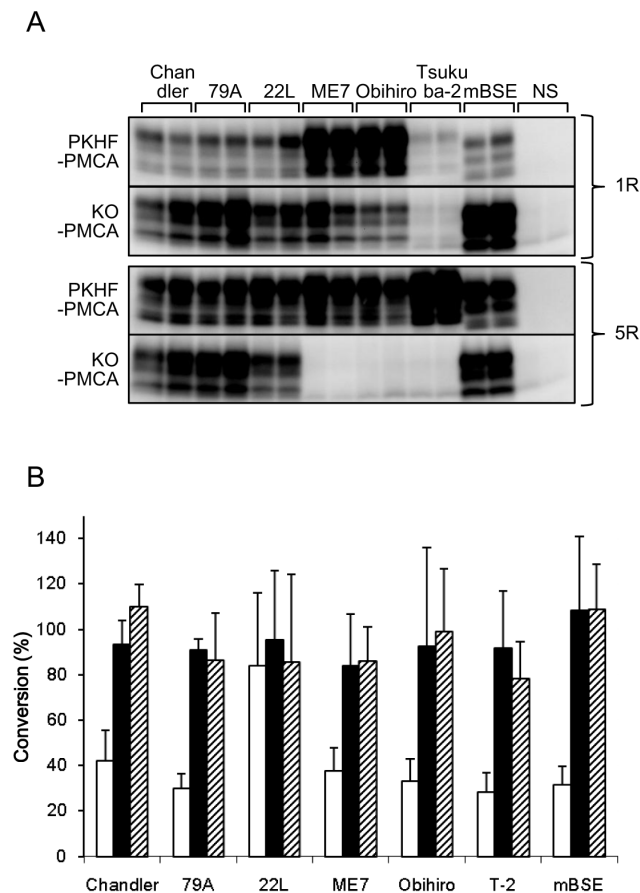 A
Chan
dler 79A 22L ME7 Obihiro Tsuku
ba-2 mBSE NS
PKHF
-PMCA
KO
-PMCA
1R
PKHF
-PMCA
KO
-PMCA
5R
B
Conversion (%)
140
120
100
80
60
40
20
0
Chandler 79A 22L ME7 Obihiro T-2 mBSE